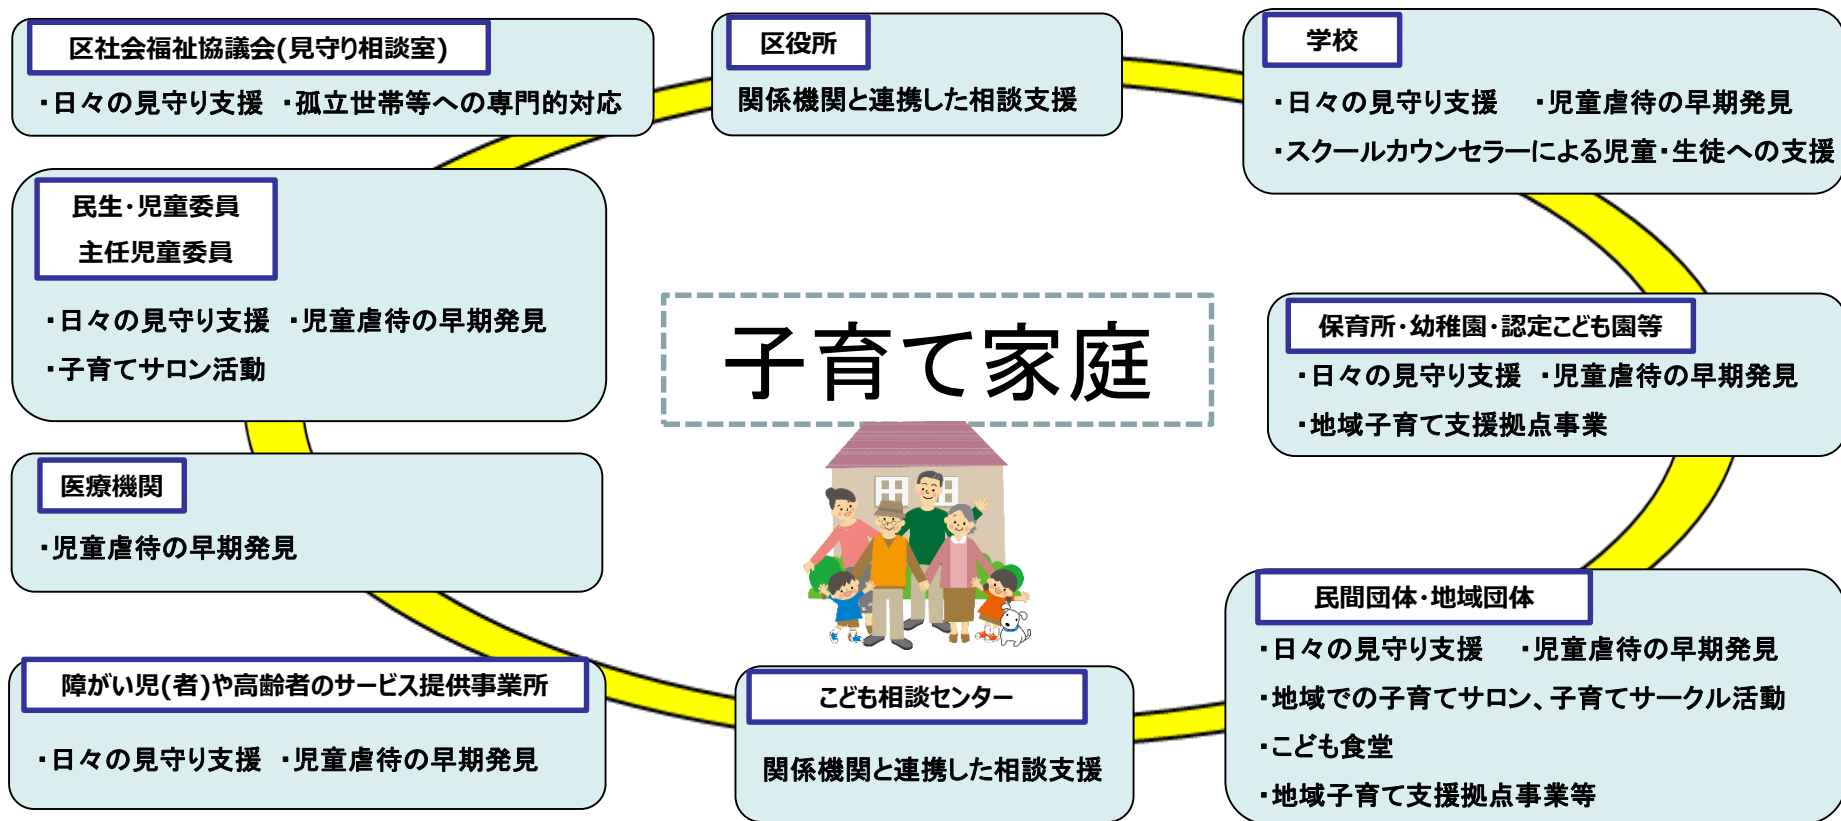 区社会福祉協議会(見守り相談室)
・日々の見守り支援 ・孤立世帯等への専門的対応
区役所
関係機関と連携した相談支援
学校
・日々の見守り支援 ・児童虐待の早期発見
・スクールカウンセラーによる児童・生徒への支援
民生・児童委員
主任児童委員
・日々の見守り支援 ・児童虐待の早期発見
・子育てサロン活動
子育て家庭
保育所・幼稚園・認定こども園等
・日々の見守り支援 ・児童虐待の早期発見
・地域子育て支援拠点事業
医療機関
・児童虐待の早期発見
民間団体・地域団体
・日々の見守り支援 ・児童虐待の早期発見
・地域での子育てサロン、子育てサークル活動
・こども食堂
・地域子育て支援拠点事業等
障がい児(者)や高齢者のサービス提供事業所
・日々の見守り支援 ・児童虐待の早期発見
こども相談センター
関係機関と連携した相談支援